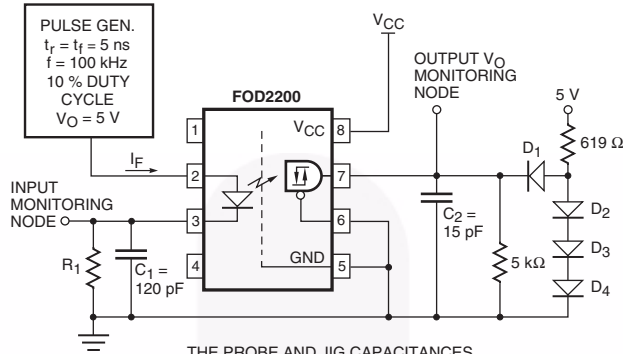 PULSE GEN.
tr = tf = 5 ns
f = 100 kHz
10 % DUTY
CYCLE
VO = 5 V
VCC
OUTPUT VO
MONITORING
NODE
5 V
FOD2200
619 Ω
D1
1
VCC
8
IF
2
7
D2
INPUT
MONITORING
NODE
3
6
C2 =
15 pF
D3
R1
C1 =
120 pF
4
GND
5
5 kΩ
D4
THE PROBE AND JIG CAPACITANCES